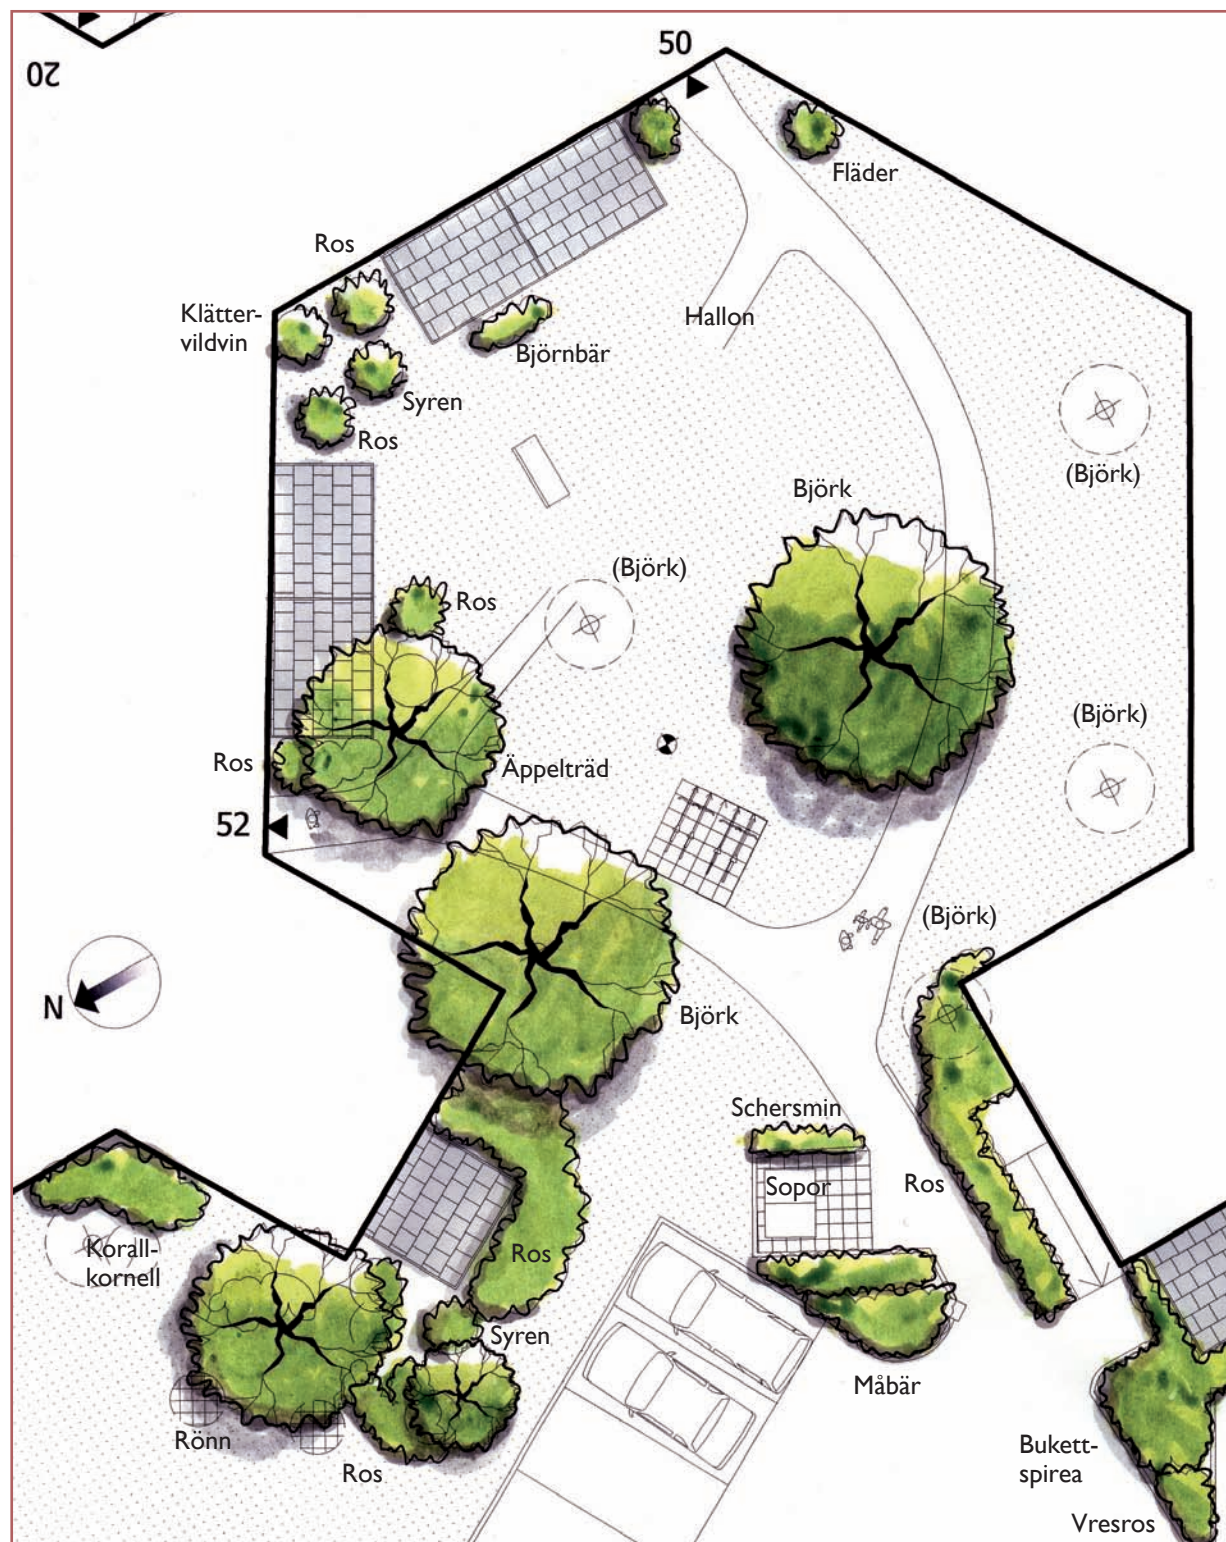 50
20
Fläder
Ros
Klätter-
vildvin
Hallon
Björnbär
Syren
Ros
(Björk)
Björk
(Björk)
Ros
(Björk)
Ros
Äppelträd
52
(Björk)
N
Björk
Schersmin
Sopor
Ros
Korall-
kornell
Ros
Syren
Måbär
Rönn
Ros
Bukett-
spirea
Vresros